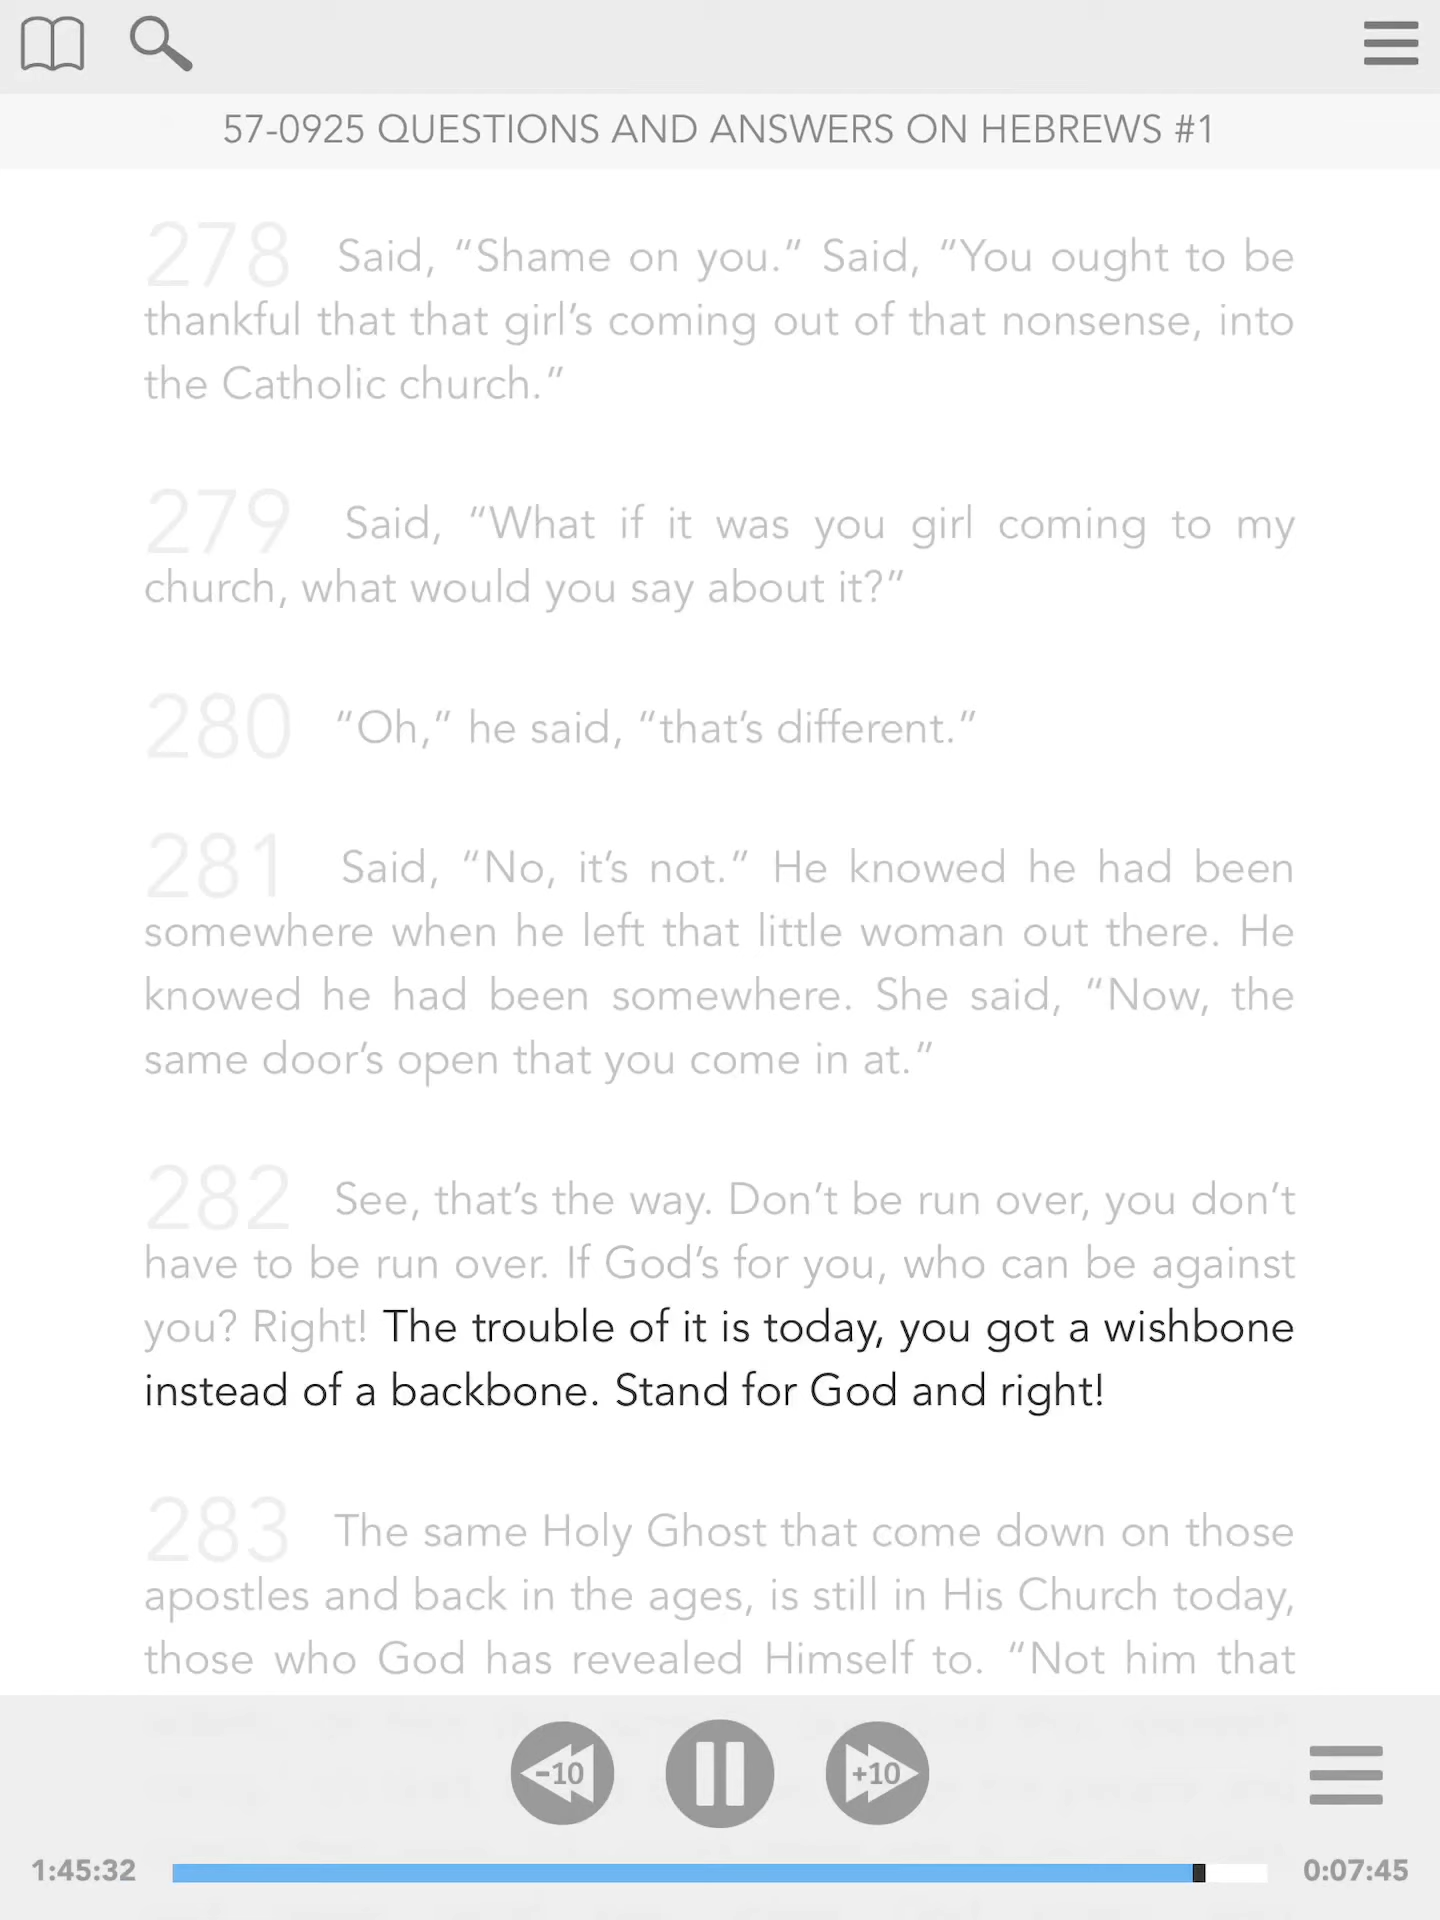 57-0925 QUESTIONS AND ANSWERS ON HEBREWS #1
278 Said, “Shame on you.” Said, “You ought to be
thankful that that girl’s coming out of that nonsense, into
the Catholic church.”
279 Said, “What if it was you girl coming to my
church, what would you say about it?”
280 “Oh,” he said, “that’s different.”
281 Said, “No, it’s not.” He knowed he had been
somewhere when he left that little woman out there. He
knowed he had been somewhere. She said, “Now, the
same door’s open that you come in at.”
282 See, that’s the way. Don’t be run over, you don’t
have to be run over. If God’s for you, who can be against
you? Right! The trouble of it is today, you got a wishbone
instead of a backbone. Stand for God and right!
283 The same Holy Ghost that come down on those
apostles and back in the ages, is still in His Church today,
those who God has revealed Himself to. “Not him that
-10 +10
1:45:32 0:07:45